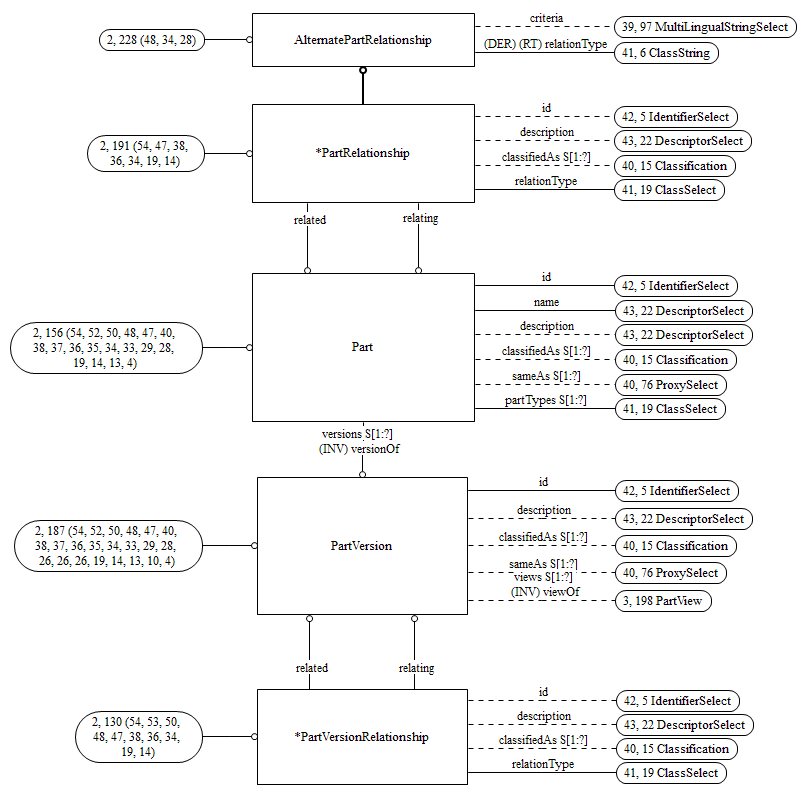 criteria
39, 97 MultiLingualStringSelect
2, 228 (48, 34, 28)
AlternatePartRelationship
(DER) (RT) relationType
41, 6 ClassString
id
42, 5 IdentifierSelect
description
43, 22 DescriptorSelect
2, 191 (54, 47, 38,
36, 34, 19, 14)
*PartRelationship
classifiedAs S[1:?]
40, 15 Classification
relationType
41, 19 ClassSelect
related
relating
id
42, 5 IdentifierSelect
name
43, 22 DescriptorSelect
description
43, 22 DescriptorSelect
2, 156 (54, 52, 50, 48, 47, 40,
38, 37, 36, 35, 34, 33, 29, 28,
19, 14, 13, 4)
Part
classifiedAs S[1:?]
40, 15 Classification
sameAs S[1:?]
40, 76 ProxySelect
partTypes S[1:?]
41, 19 ClassSelect
versions S[1:?]
(INV) versionOf
id
42, 5 IdentifierSelect
description
43, 22 DescriptorSelect
2, 187 (54, 52, 50, 48, 47, 40,
38, 37, 36, 35, 34, 33, 29, 28,
26, 26, 26, 19, 14, 13, 10, 4)
PartVersion
classifiedAs S[1:?]
40, 15 Classification
sameAs S[1:?]
40, 76 ProxySelect
views S[1:?]
(INV) viewOf
3, 198 PartView
related
relating
id
42, 5 IdentifierSelect
description
43, 22 DescriptorSelect
2, 130 (54, 53, 50,
48, 47, 38, 36, 34,
19, 14)
*PartVersionRelationship
classifiedAs S[1:?]
40, 15 Classification
relationType
41, 19 ClassSelect